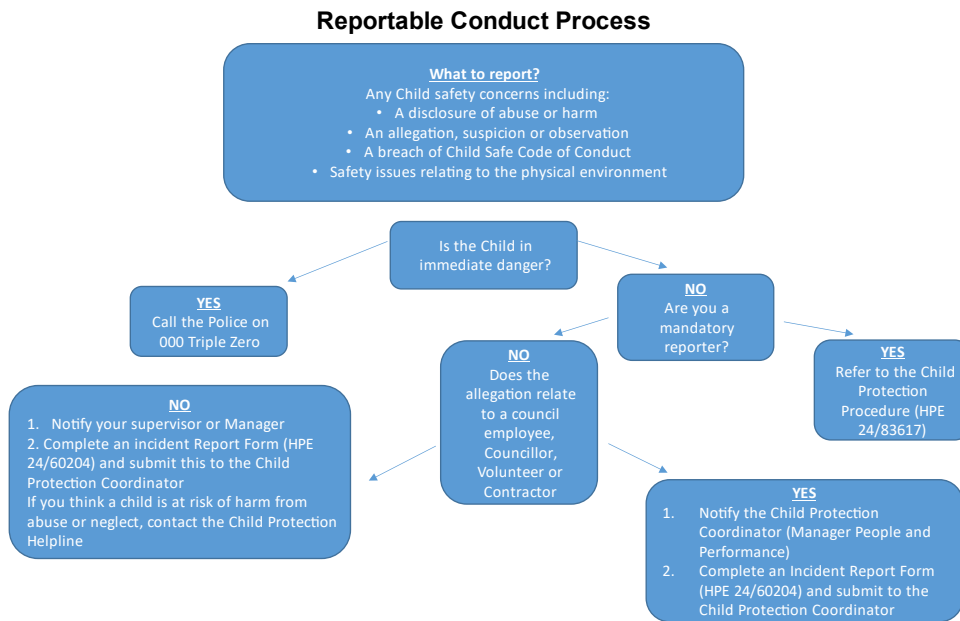 Reportable Conduct Process
What to report?
Any Child safety concerns including:
• A disclosure of abuse or harm
• An allegation, suspicion or observation
• A breach of Child Safe Code of Conduct
• Safety issues relating to the physical environment
Is the Child in
immediate danger?
YES
Call the Police on
000 Triple Zero
NO
Are you a
mandatory
reporter?
YES
Refer to the Child
Protection
Procedure (HPE
24/83617)
NO
Does the
allegation relate
to a council
employee,
Councillor,
Volunteer or
Contractor
NO
1. Notify your supervisor or Manager
2. Complete an incident Report Form (HPE
24/60204) and submit this to the Child
Protection Coordinator
If you think a child is at risk of harm from
abuse or neglect, contact the Child Protection
Helpline
YES
1. Notify the Child Protection
Coordinator (Manager People and
Performance)
2. Complete an Incident Report Form
(HPE 24/60204) and submit to the
Child Protection Coordinator